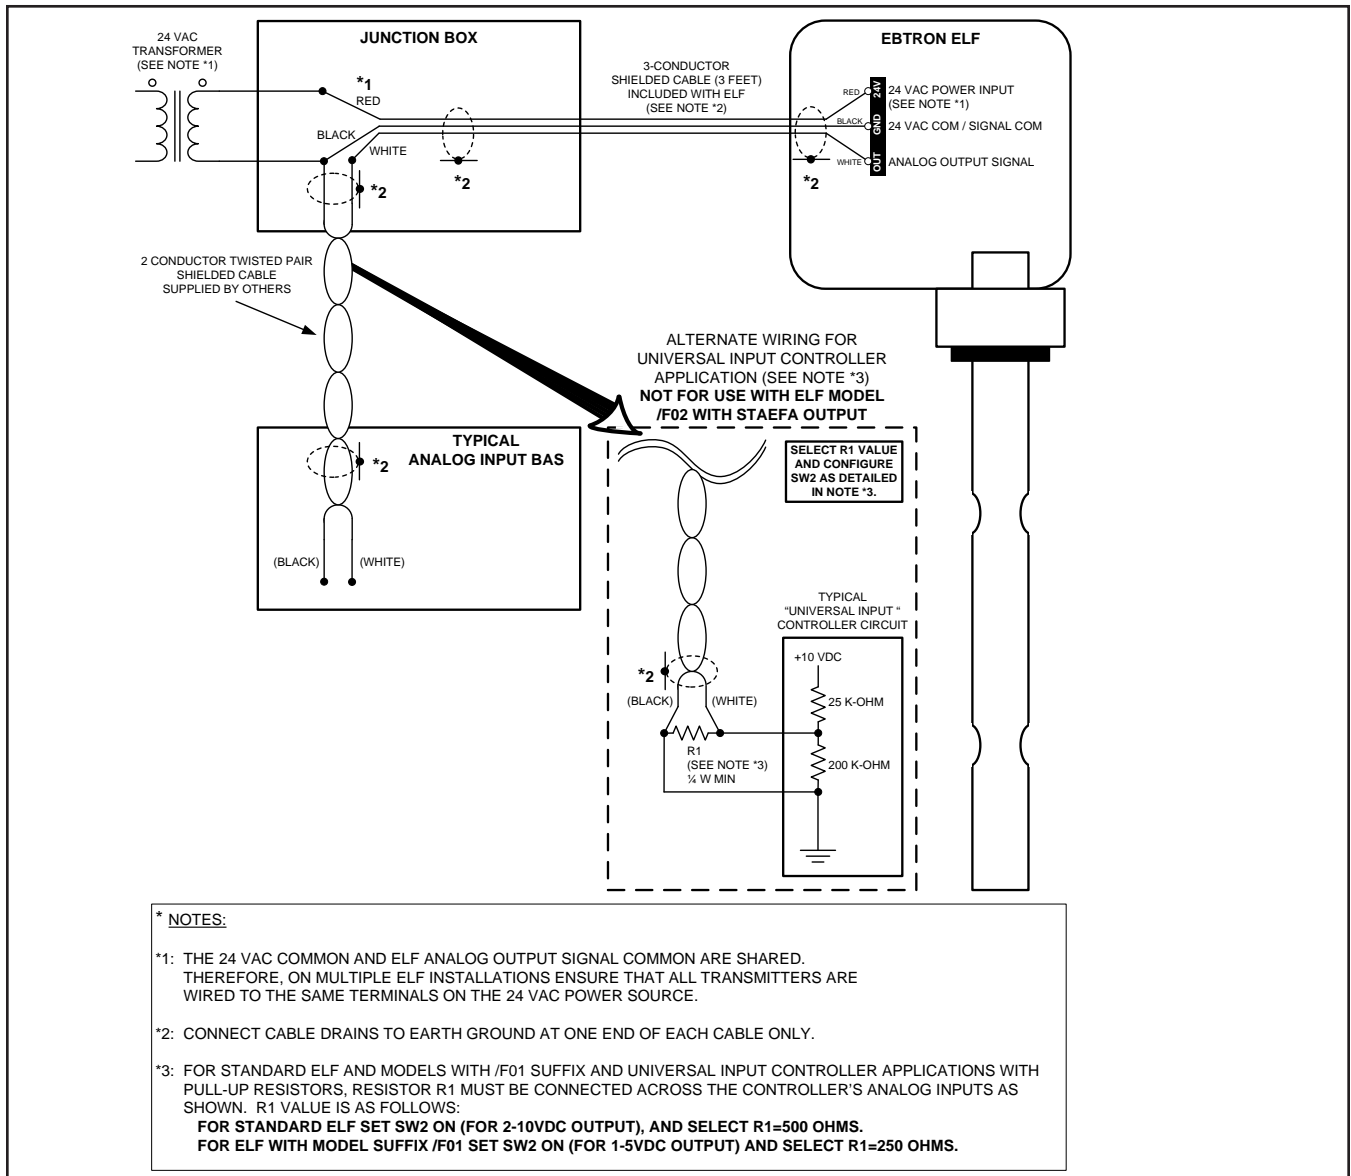 24 VAC
TRANSFORMER
(SEE NOTE *1)
JUNCTION BOX
*1
RED
BLACK
WHITE
*2
*2
3-CONDUCTOR
SHIELDED CABLE (3 FEET)
INCLUDED WITH ELF
(SEE NOTE *2)
EBTRON ELF
RED
24V
24 VAC POWER INPUT
(SEE NOTE *1)
BLACK
GND
24 VAC COM / SIGNAL COM
WHITE
OUT
ANALOG OUTPUT SIGNAL
*2
2 CONDUCTOR TWISTED PAIR
SHIELDED CABLE
SUPPLIED BY OTHERS
TYPICAL
ANALOG INPUT BAS
*2
(BLACK)
(WHITE)
ALTERNATE WIRING FOR
UNIVERSAL INPUT CONTROLLER
APPLICATION (SEE NOTE *3)
NOT FOR USE WITH ELF MODEL
/F02 WITH STAEFA OUTPUT
SELECT R1 VALUE
AND CONFIGURE
SW2 AS DETAILED
IN NOTE *3.
TYPICAL
"UNIVERSAL INPUT "
CONTROLLER CIRCUIT
+10 VDC
25 K-OHM
200 K-OHM
*2
(BLACK)
(WHITE)
R1
(SEE NOTE *3)
¼ W MIN
* NOTES:
*1: THE 24 VAC COMMON AND ELF ANALOG OUTPUT SIGNAL COMMON ARE SHARED.
THEREFORE, ON MULTIPLE ELF INSTALLATIONS ENSURE THAT ALL TRANSMITTERS ARE
WIRED TO THE SAME TERMINALS ON THE 24 VAC POWER SOURCE.
*2: CONNECT CABLE DRAINS TO EARTH GROUND AT ONE END OF EACH CABLE ONLY.
*3: FOR STANDARD ELF AND MODELS WITH /F01 SUFFIX AND UNIVERSAL INPUT CONTROLLER APPLICATIONS WITH
PULL-UP RESISTORS, RESISTOR R1 MUST BE CONNECTED ACROSS THE CONTROLLER'S ANALOG INPUTS AS
SHOWN. R1 VALUE IS AS FOLLOWS:
FOR STANDARD ELF SET SW2 ON (FOR 2-10VDC OUTPUT), AND SELECT R1=500 OHMS.
FOR ELF WITH MODEL SUFFIX /F01 SET SW2 ON (FOR 1-5VDC OUTPUT) AND SELECT R1=250 OHMS.